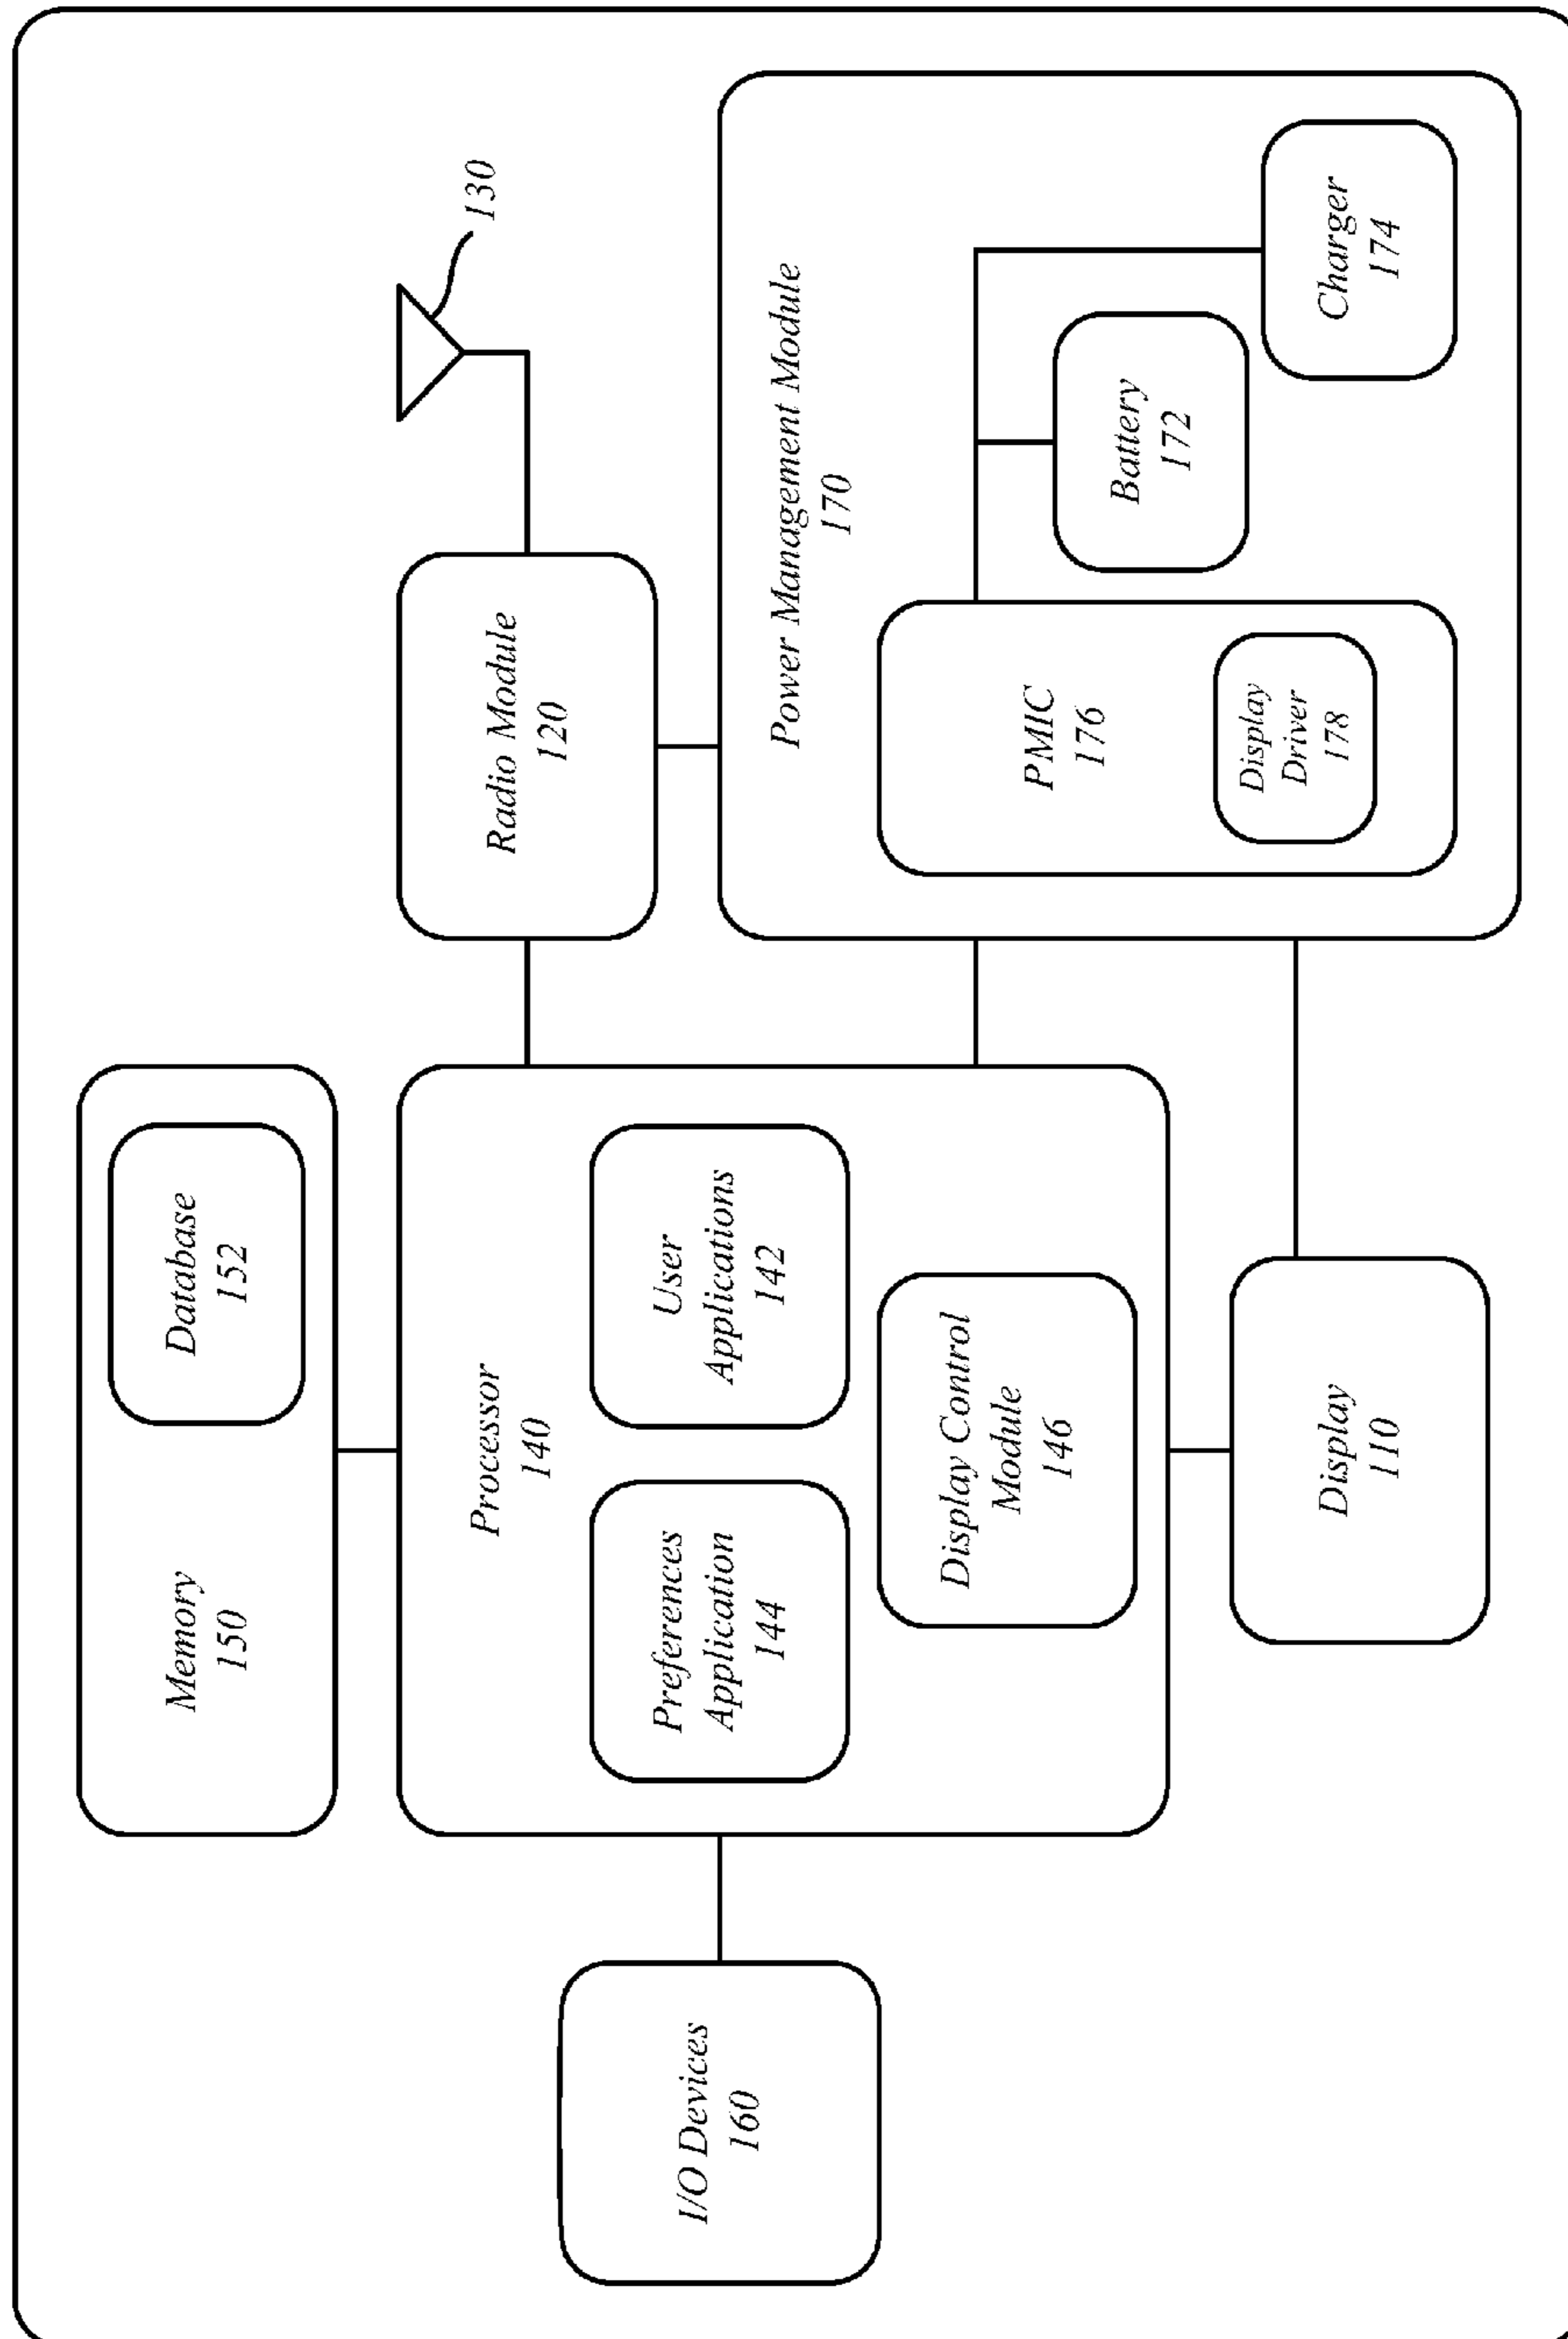 Memory
150
Database
152
130
Radio Module
120
Processor
140
Preferences
Application
144
User
Applications
142
Display Control
Module
146
I/O Devices
160
Power Management Module
170
PMIC
176
Display
Driver
178
Battery
172
Charger
174
Display
110